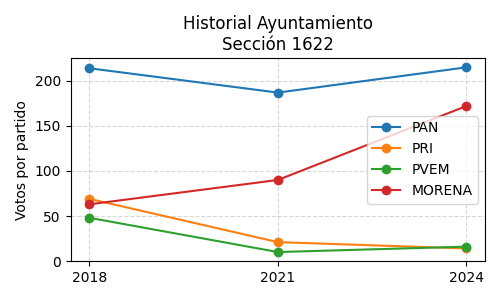 Historial Ayuntamiento
Sección 1622
Votos por partido
200
150
100
50
0
2018
2021
2024
PAN
PRI
PVEM
MORENA